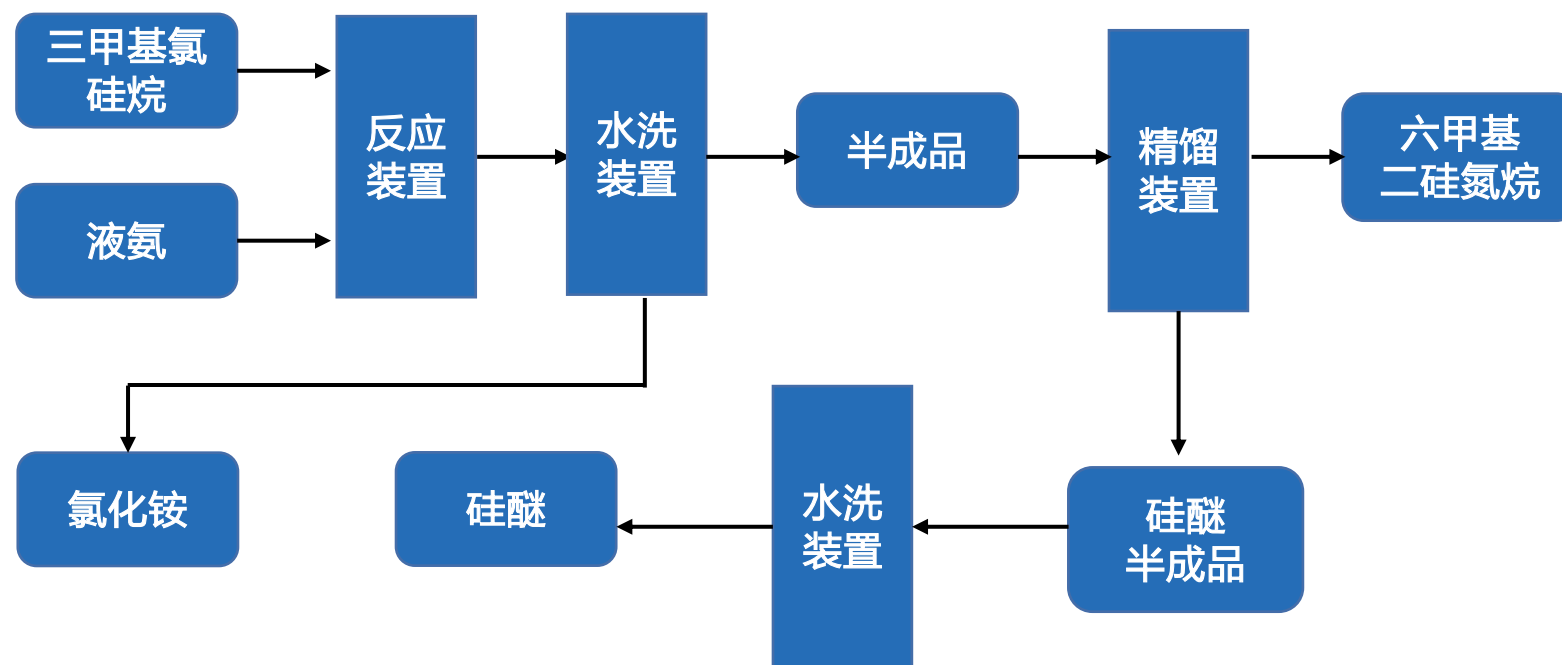 三甲基氯
硅烷
液氨
反应
装置
水洗
装置
半成品
精馏
装置
六甲基
二硅氮烷
氯化铵
硅醚
水洗
装置
硅醚
半成品